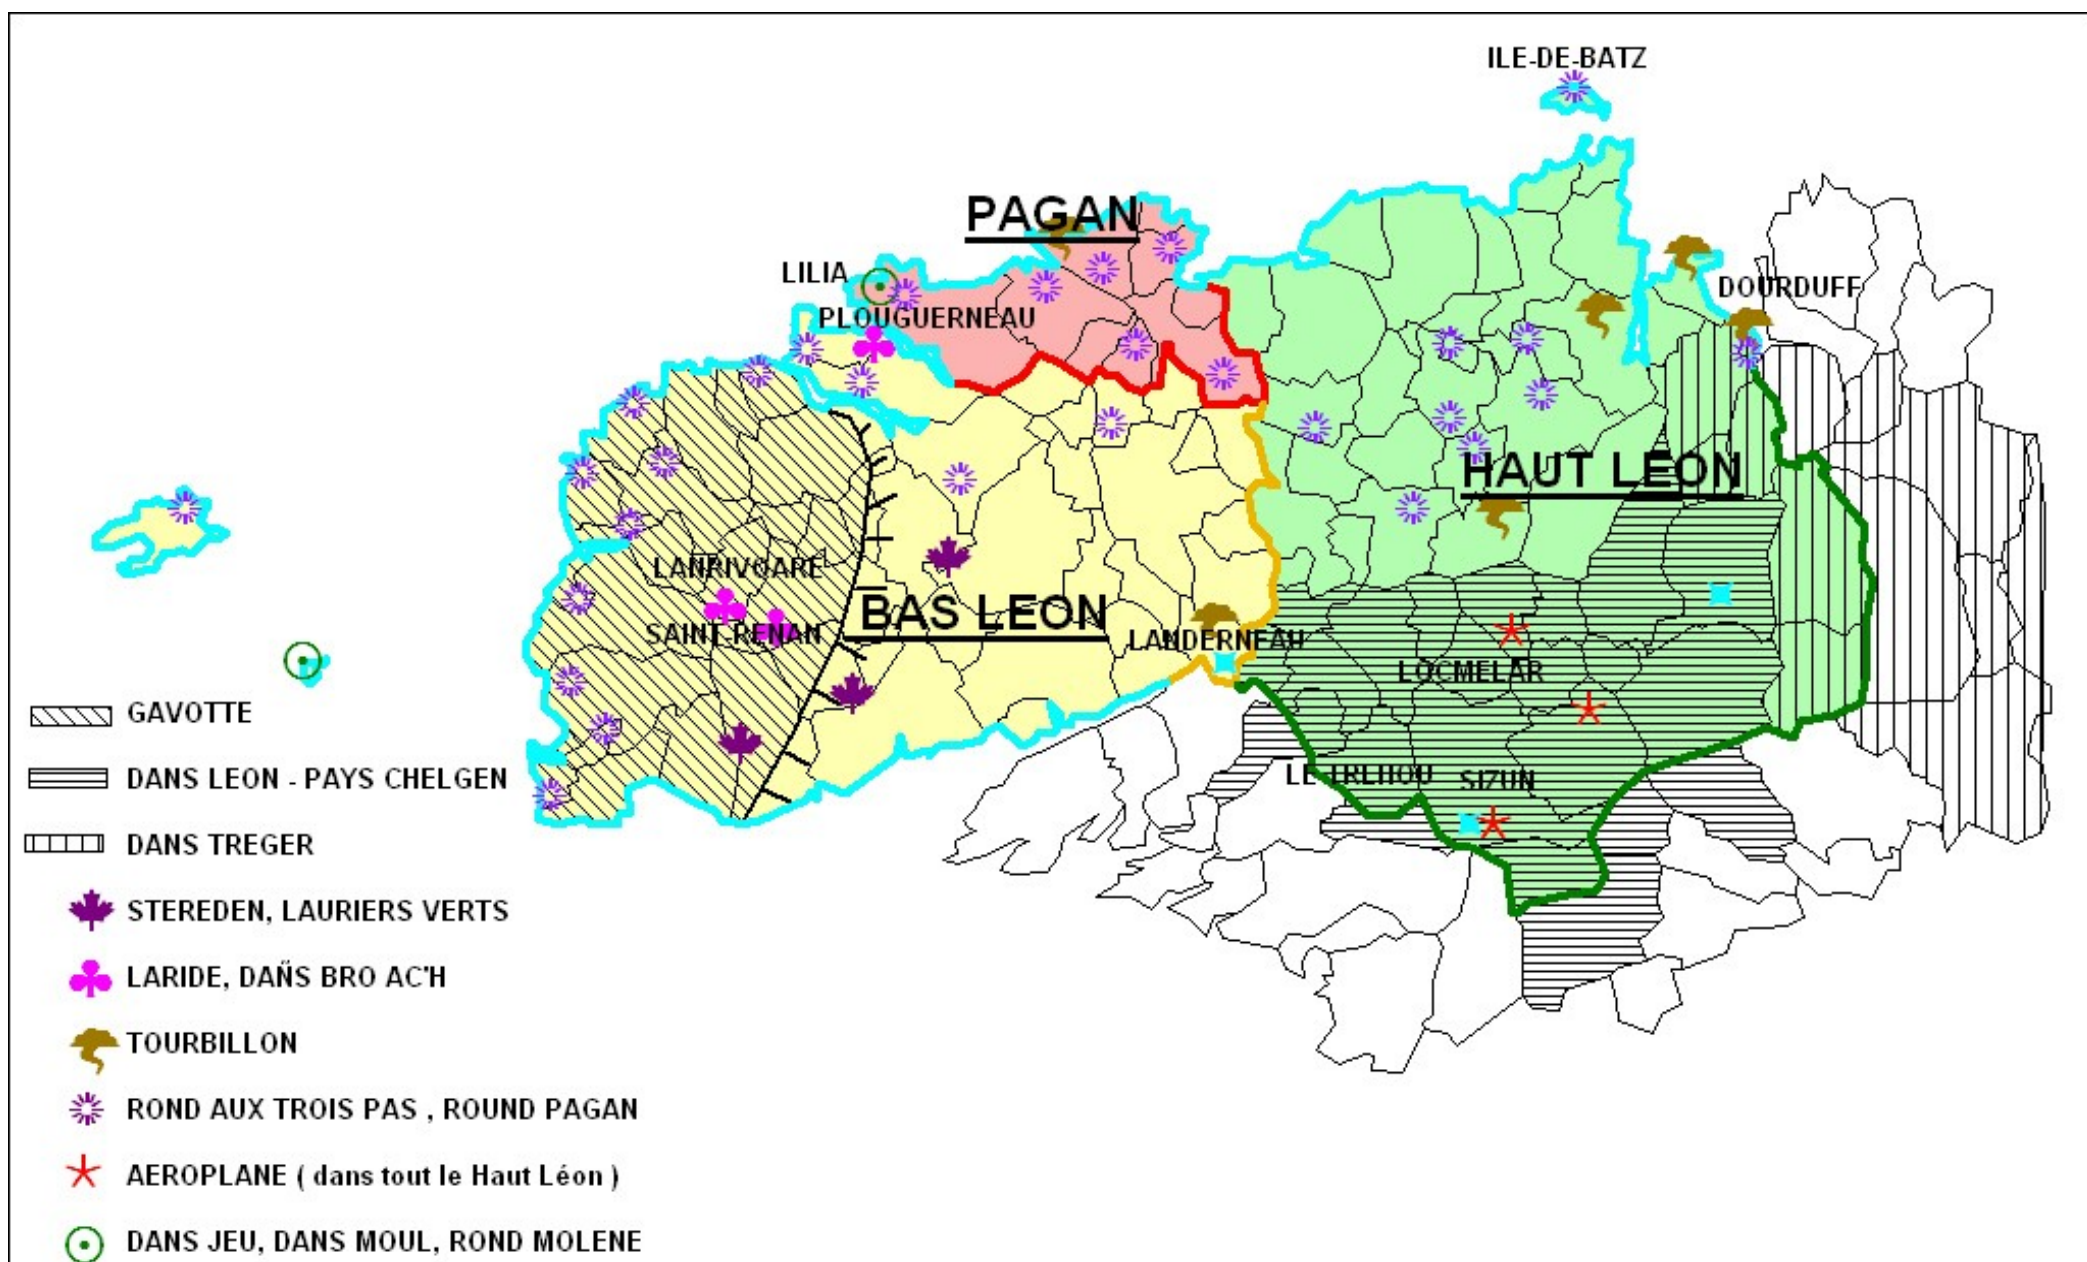 ILE-DE-BATZ
PAGAN
LILIA
DOURDUFF
PLOUGUERNEAU
HAUT LEON
LANRIVOARE
BAS LEON
SAINT-RENAN
LANDERNEAU
LOCMELAR
LE TREHOU
SIZUN
GAVOTTE
DANS LEON - PAYS CHELGEN
DANS TREGER
STEREDEN, LAURIERS VERTS
LARIDE, DAÑS BRO AC'H
TOURBILLON
ROND AUX TROIS PAS , ROUND PAGAN
AEROPLANE ( dans tout le Haut Léon )
DANS JEU, DANS MOUL, ROND MOLENE